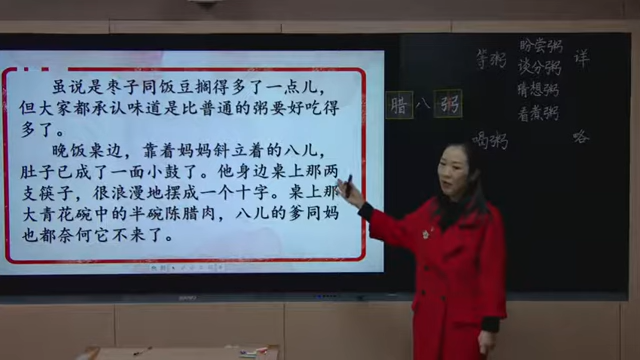 虽说是枣子同饭豆搁得多了一点儿，
但大家都承认味道是比普通的粥要好吃得
多了。
晚饭桌边，靠着妈妈斜立着的八儿，
肚子已成了一面小鼓了。他身边桌上那两
支筷子，很浪漫地摆成一个十字。桌上那
大青花碗中的半碗陈腊肉，八儿的爹同妈
也都奈何它不来了。
腊八粥
等粥
盼尝粥
谈分粥
猜想粥
看煮粥
详
喝粥
略